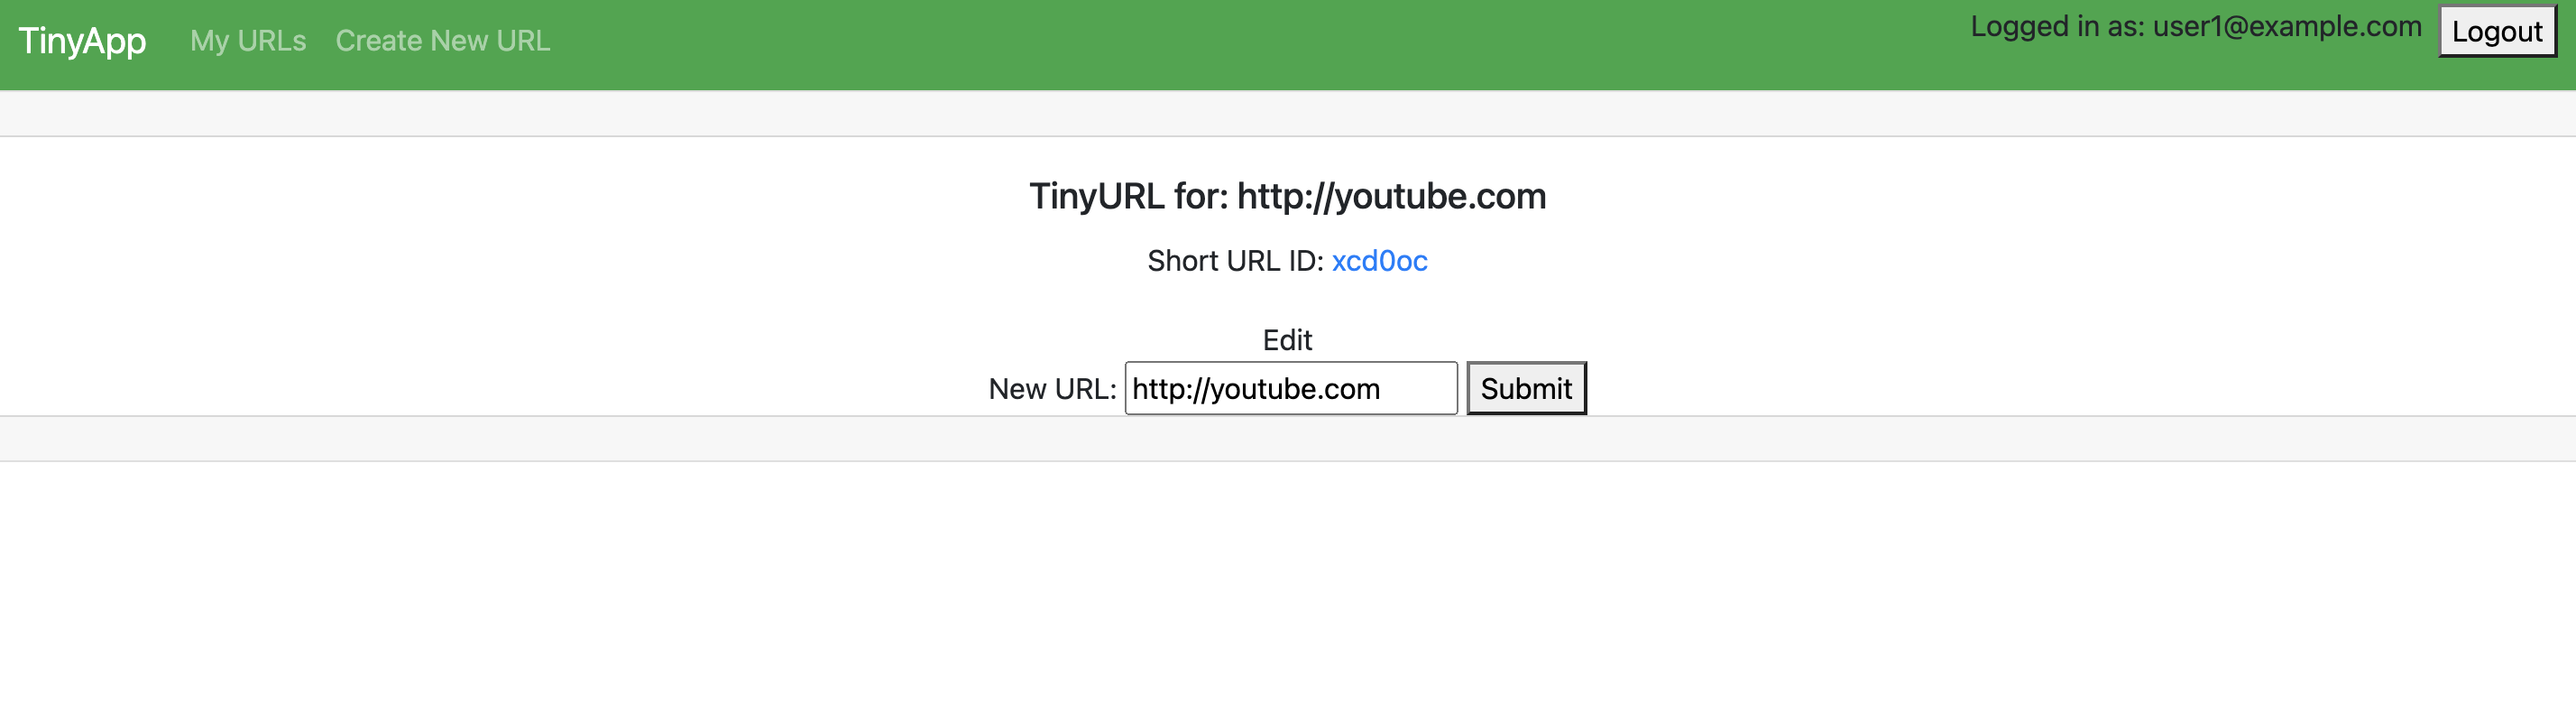 TinyApp My URLs Create New URL Logged in as: user1@example.com Logout
TinyURL for: http://youtube.com
Short URL ID: xcd0oc
Edit
New URL: http://youtube.com Submit